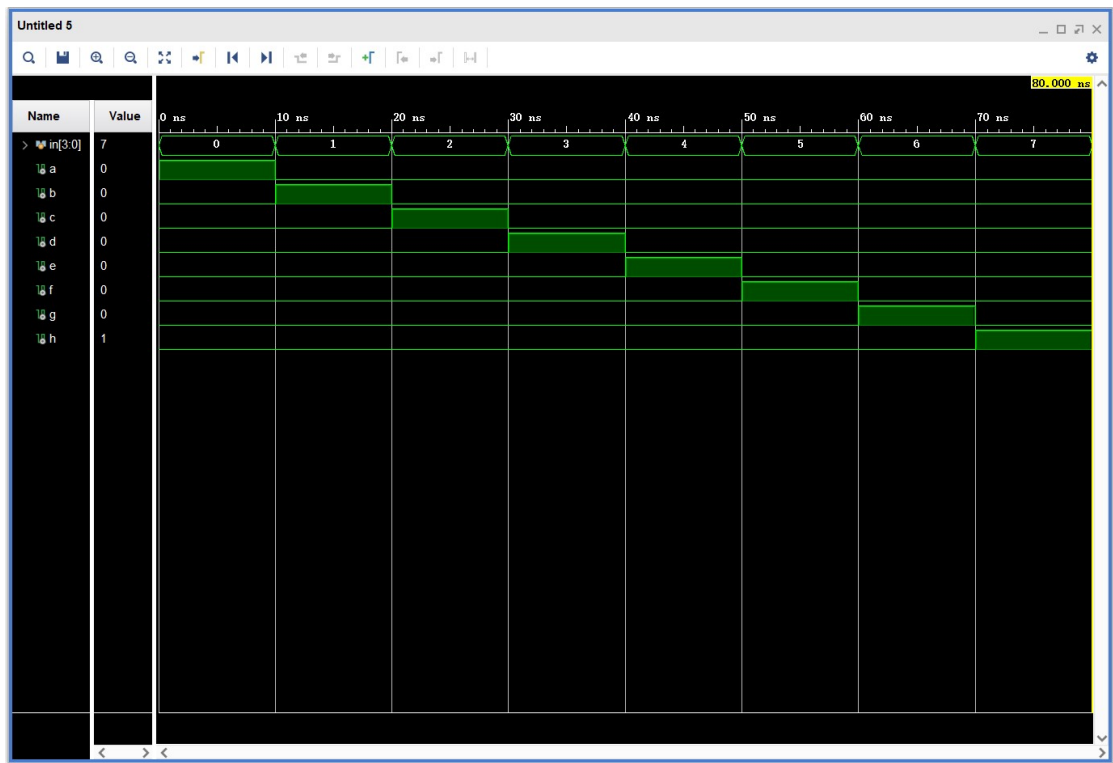 Untitled 5
80.000 ns
Name Value 0 ns 10 ns 20 ns 30 ns 40 ns 50 ns 60 ns 70 ns
in[3:0] 7 0 1 2 3 4 5 6 7
a 0
b 0
c 0
d 0
e 0
f 0
g 0
h 1